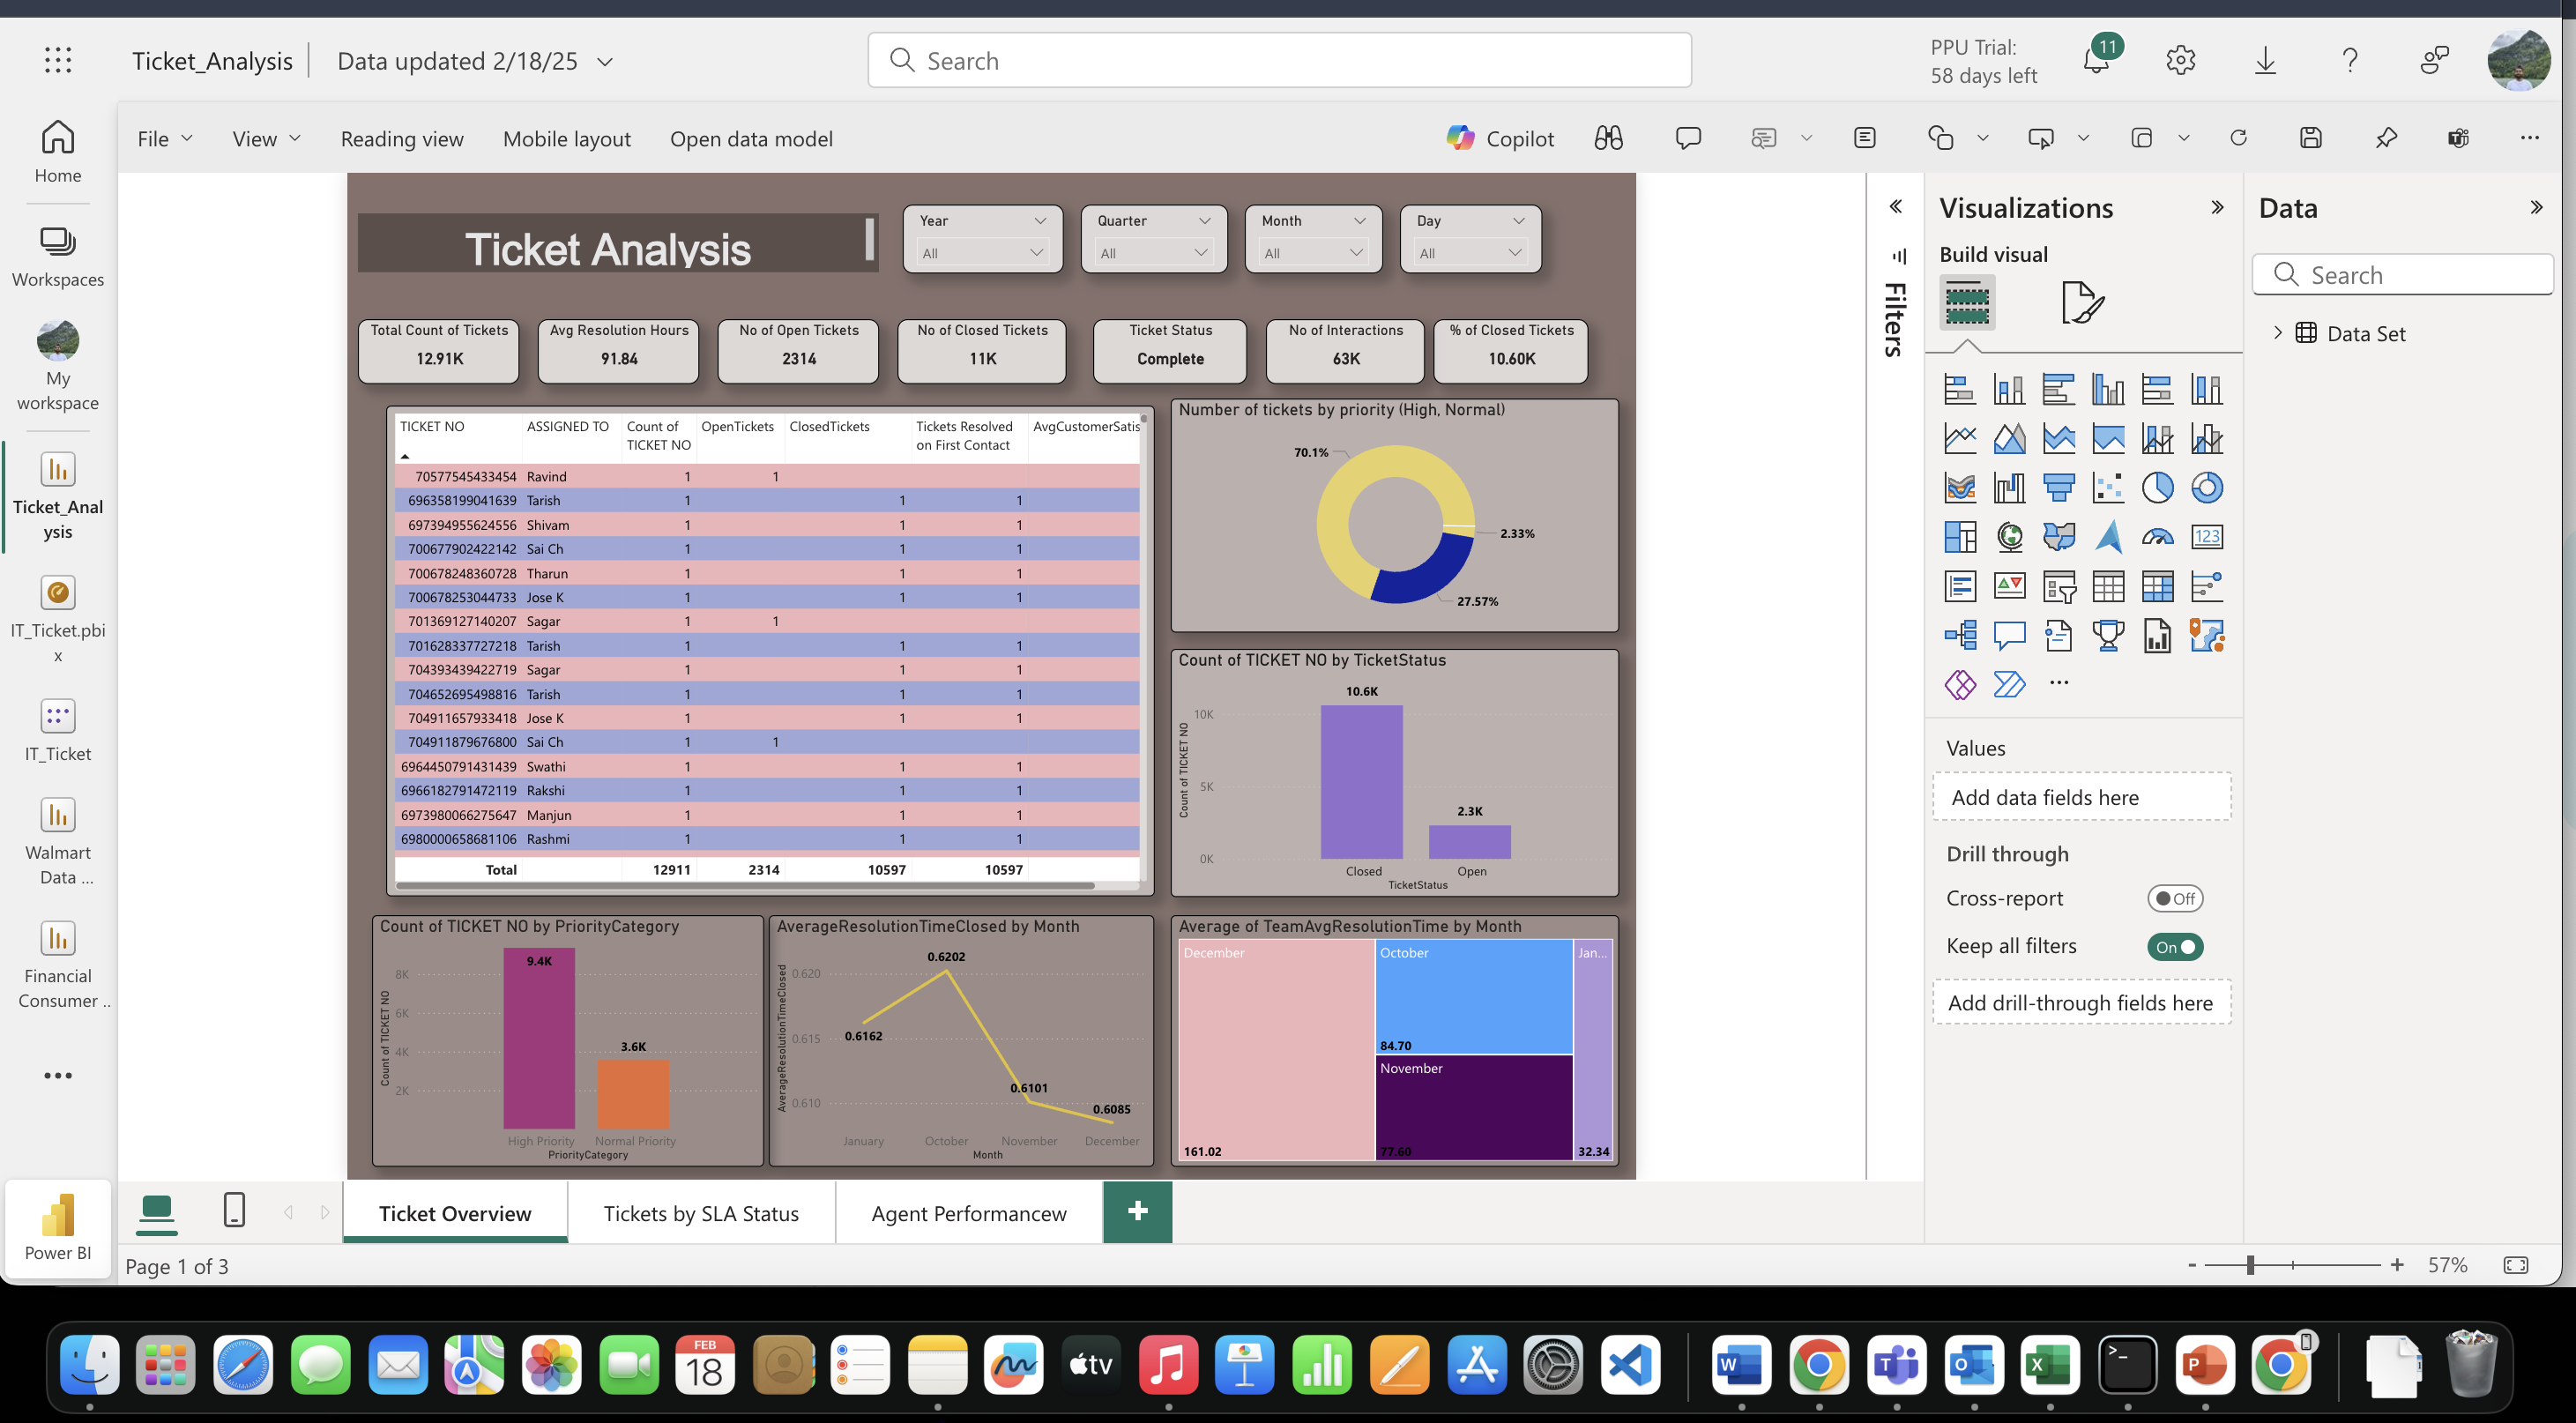 Ticket_Analysis
Data updated 2/18/25
Search
PPU Trial:
58 days left
11
File
View
Reading view
Mobile layout
Open data model
Copilot
Home
Workspaces
My
workspace
Ticket_Anal
ysis
IT_Ticket.pbi
x
IT_Ticket
Walmart
Data ...
Financial
Consumer ..
Power BI
Ticket Analysis
Year
All
Quarter
All
Month
All
Day
All
Total Count of Tickets
12.91K
Avg Resolution Hours
91.84
No of Open Tickets
2314
No of Closed Tickets
11K
Ticket Status
Complete
No of Interactions
63K
% of Closed Tickets
10.60K
TICKET NO ASSIGNED TO Count of TICKET NO OpenTickets ClosedTickets Tickets Resolved on First Contact AvgCustomerSatis
70577545433454 Ravind 1 1
696358199041639 Tarish 1 1 1
697394955624556 Shivam 1 1 1
700677902422142 Sai Ch 1 1 1
700678248360728 Tharun 1 1 1
700678253044733 Jose K 1 1 1
701369127140207 Sagar 1 1
701628337727218 Tarish 1 1 1
704393439422719 Sagar 1 1 1
704652695498816 Tarish 1 1 1
704911657933418 Jose K 1 1 1
704911879676800 Sai Ch 1 1
6964450791431439 Swathi 1 1 1
6966182791472119 Rakshi 1 1 1
6973980066275647 Manjun 1 1 1
6980000658681106 Rashmi 1 1 1
Total 12911 2314 10597 10597
Number of tickets by priority (High, Normal)
70.1%
2.33%
27.57%
Count of TICKET NO by TicketStatus
Count of TICKET NO
10K
5K
0K
10.6K
2.3K
Closed
Open
TicketStatus
Count of TICKET NO by PriorityCategory
Count of TICKET NO
8K
6K
4K
2K
9.4K
3.6K
High Priority
Normal Priority
PriorityCategory
AverageResolutionTimeClosed by Month
AverageResolutionTimeClosed
0.620
0.615
0.610
0.6162
0.6202
0.6101
0.6085
January
October
November
December
Month
Average of TeamAvgResolutionTime by Month
December
161.02
October
84.70
November
77.60
Jan...
32.34
Filters
Visualizations
Build visual
123
Values
Add data fields here
Drill through
Cross-report
Off
Keep all filters
On
Add drill-through fields here
Data
Search
Data Set
Ticket Overview
Tickets by SLA Status
Agent Performancew
Page 1 of 3
57%
FEB
18
tv
W
T
O
X
>_
P